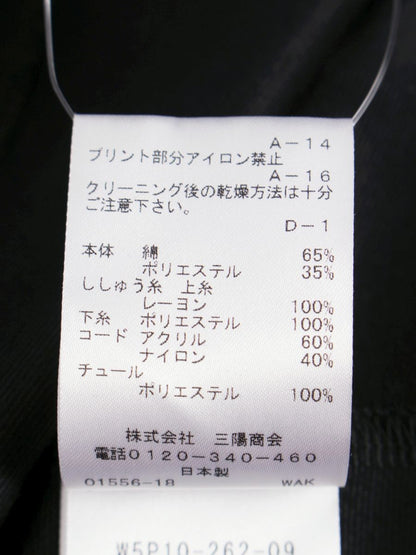 A-14
プリント部分アイロン禁止
A-16
クリーニング後の乾燥方法は十分
ご注意下さい。
D-1
本体 綿 65%
ポリエステル 35%
ししゅう糸 上糸
レーヨン 100%
下糸 ポリエステル 100%
コード アクリル 60%
ナイロン 40%
チュール
ポリエステル 100%
株式会社 三陽商会
電話0120-340-460
日本製
01556-18 WAK
W5P10-262-09